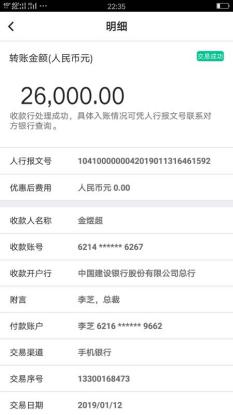 22:35
明细
转账金额(人民币元)
交易成功
26,000.00
收款行处理成功，具体入账情况可凭人行报文号联系对
方银行查询。
人行报文号 1041000000042019011316461592
优惠后费用 人民币元 0.00
收款人名称 金煜超
收款账号 6214 ****** 6267
收款开户行 中国建设银行股份有限公司总行
附言 李芝，总裁
付款账户 李芝 6216 ****** 9662
交易渠道 手机银行
交易序号 13300168473
交易日期 2019/01/12